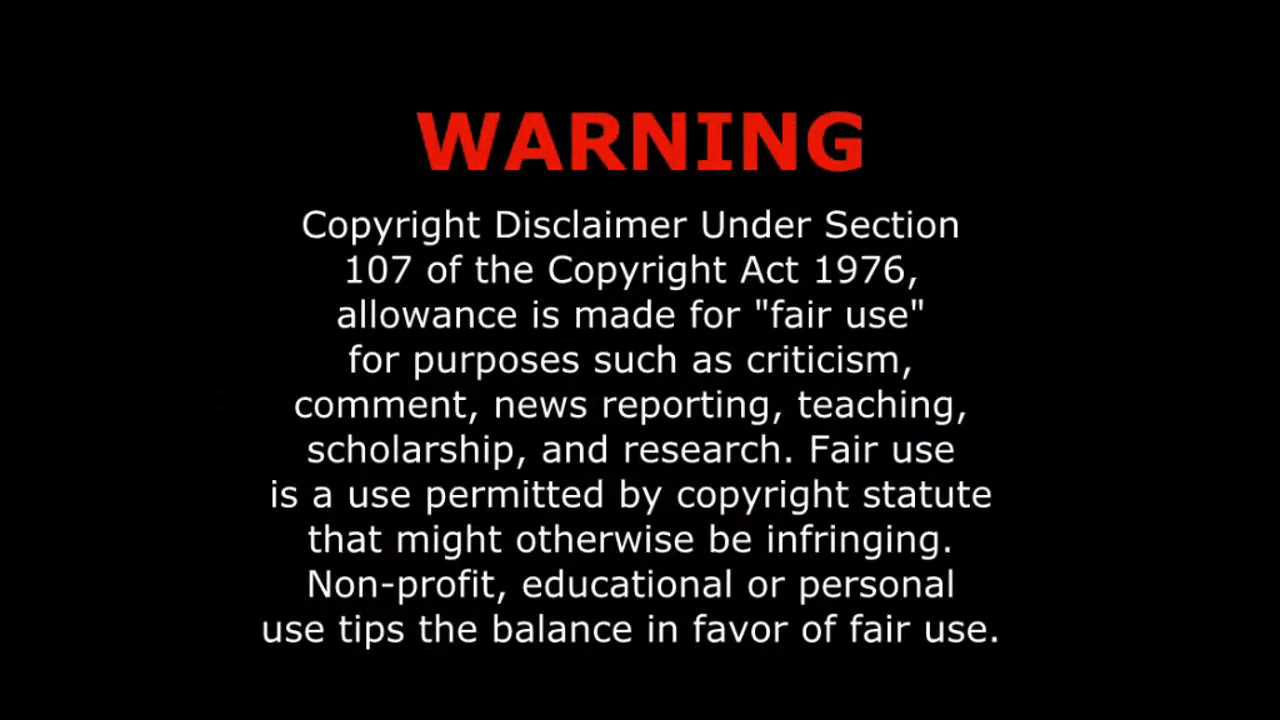 WARNING
Copyright Disclaimer Under Section
107 of the Copyright Act 1976,
allowance is made for "fair use"
for purposes such as criticism,
comment, news reporting, teaching,
scholarship, and research. Fair use
is a use permitted by copyright statute
that might otherwise be infringing.
Non-profit, educational or personal
use tips the balance in favor of fair use.